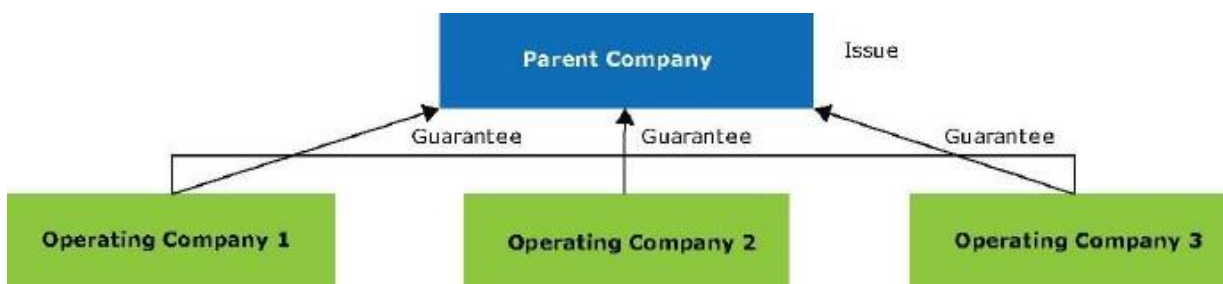 Parent Company
Issue
Guarantee
Guarantee
Guarantee
Operating Company 1
Operating Company 2
Operating Company 3